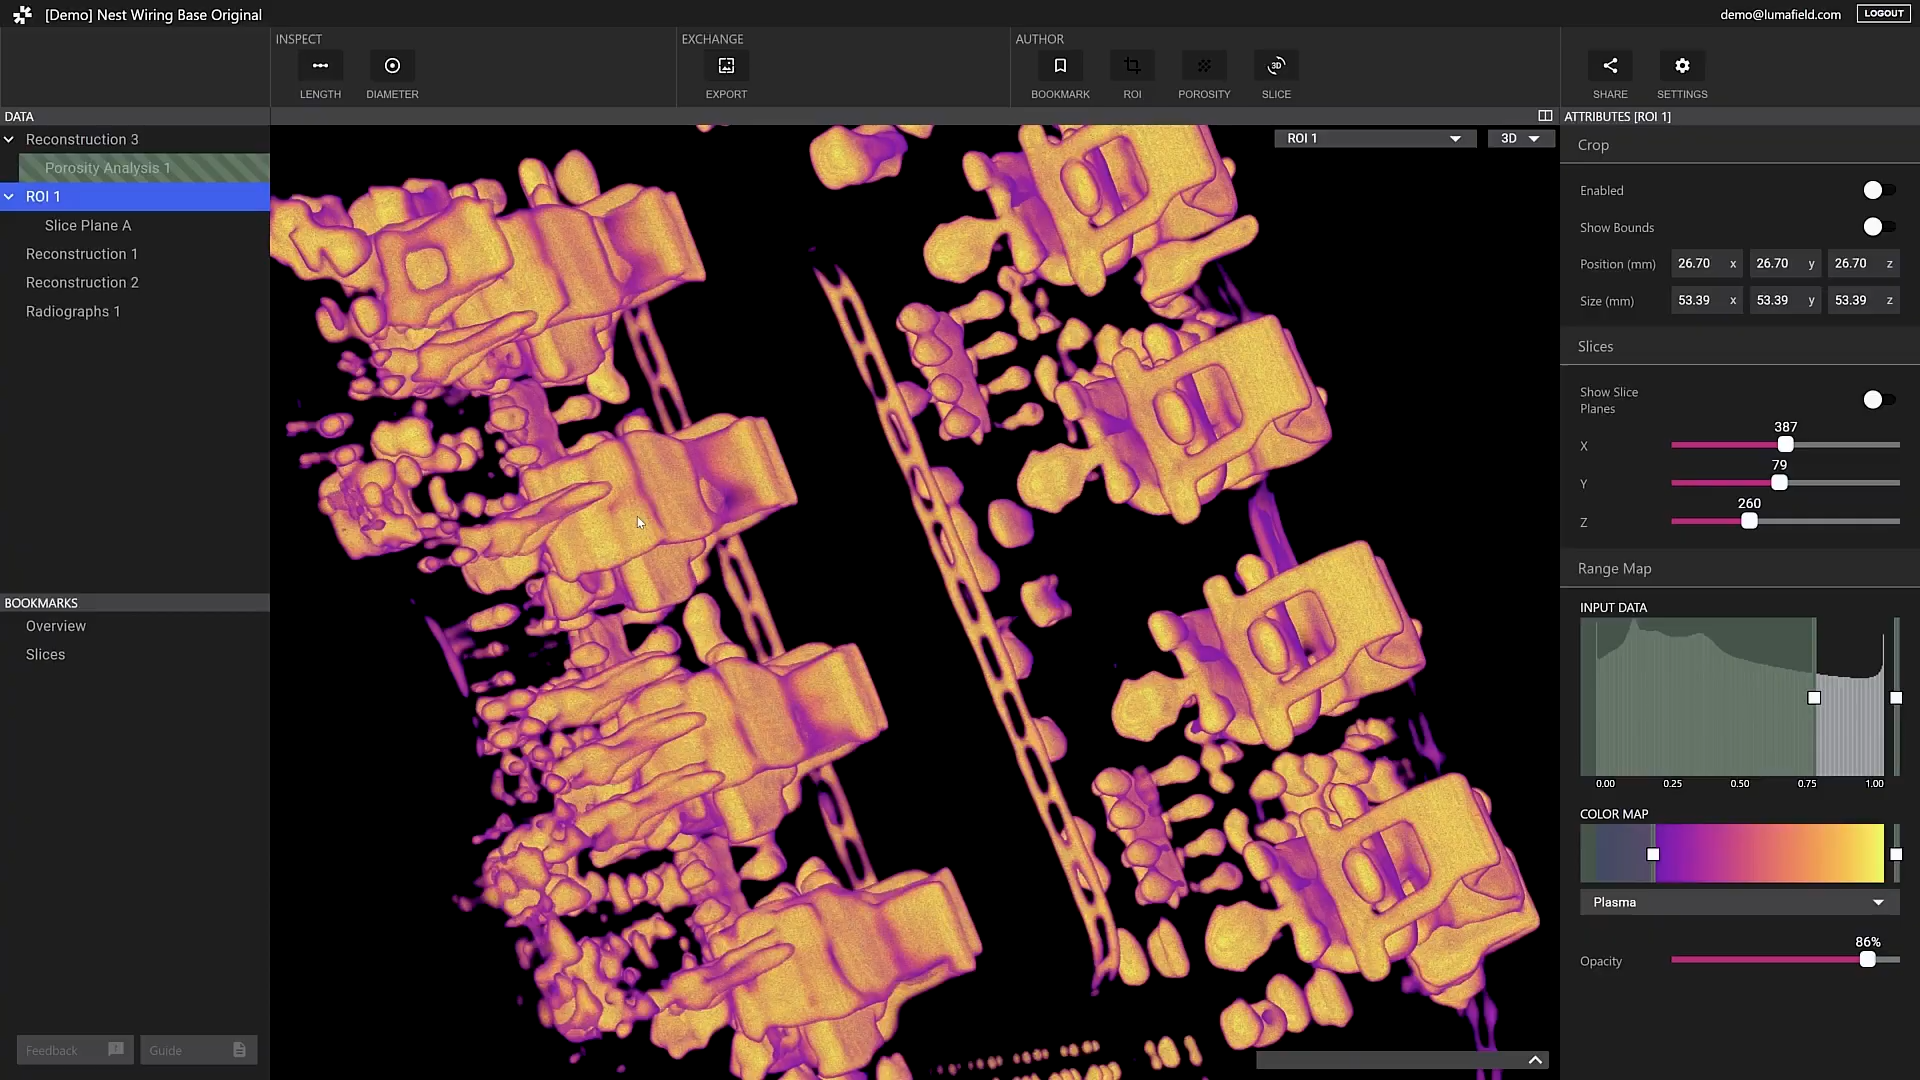 [Demo] Nest Wiring Base Original
demo@lumafield.com
LOGOUT
INSPECT
LENGTH
DIAMETER
EXCHANGE
EXPORT
AUTHOR
BOOKMARK
ROI
POROSITY
3D
SLICE
SHARE
SETTINGS
DATA
Reconstruction 3
Porosity Analysis 1
ROI 1
Slice Plane A
Reconstruction 1
Reconstruction 2
Radiographs 1
BOOKMARKS
Overview
Slices
Feedback
Guide
ROI 1
3D
ATTRIBUTES [ROI 1]
Crop
Enabled
Show Bounds
Position (mm) 26.70 x 26.70 y 26.70 z
Size (mm) 53.39 x 53.39 y 53.39 z
Slices
Show Slice
Planes
387
X
79
Y
260
Z
Range Map
INPUT DATA
0.00 0.25 0.50 0.75 1.00
COLOR MAP
Plasma
86%
Opacity